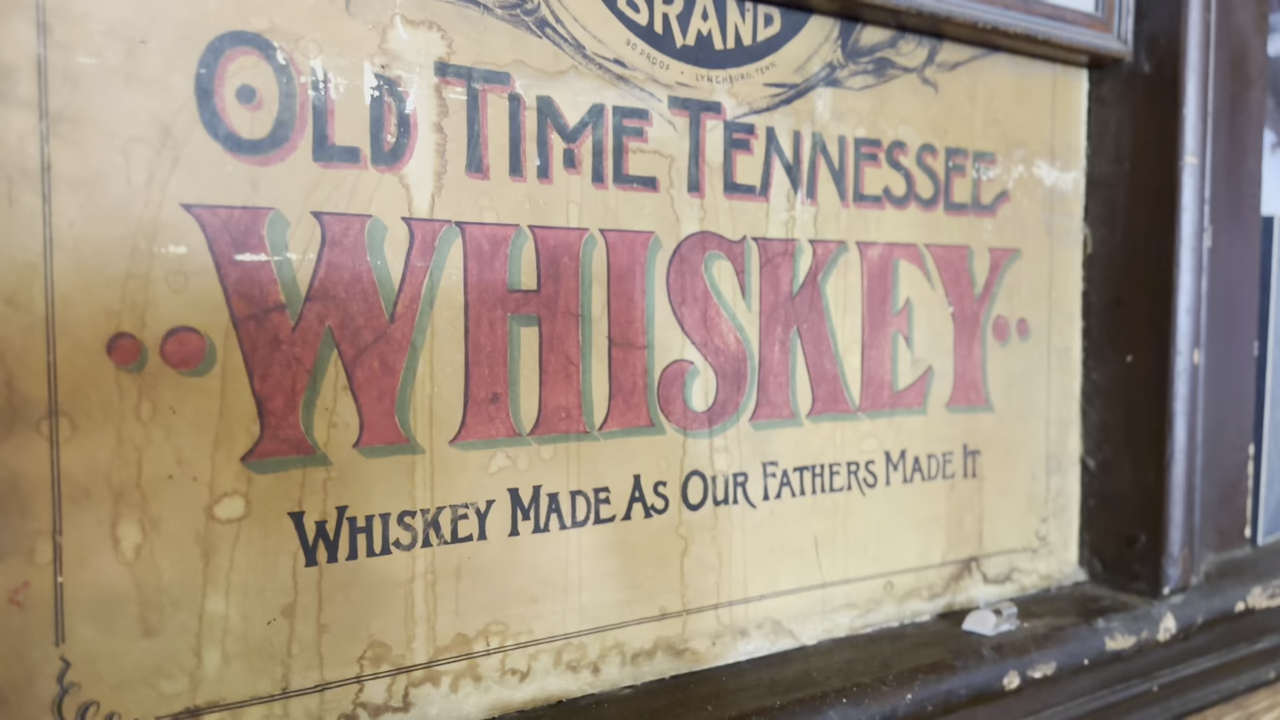 BRAND
90 PROOF • LYNCHBURG, TENN.
OLD TIME TENNESSEE
WHISKEY
WHISKEY MADE AS OUR FATHERS MADE IT